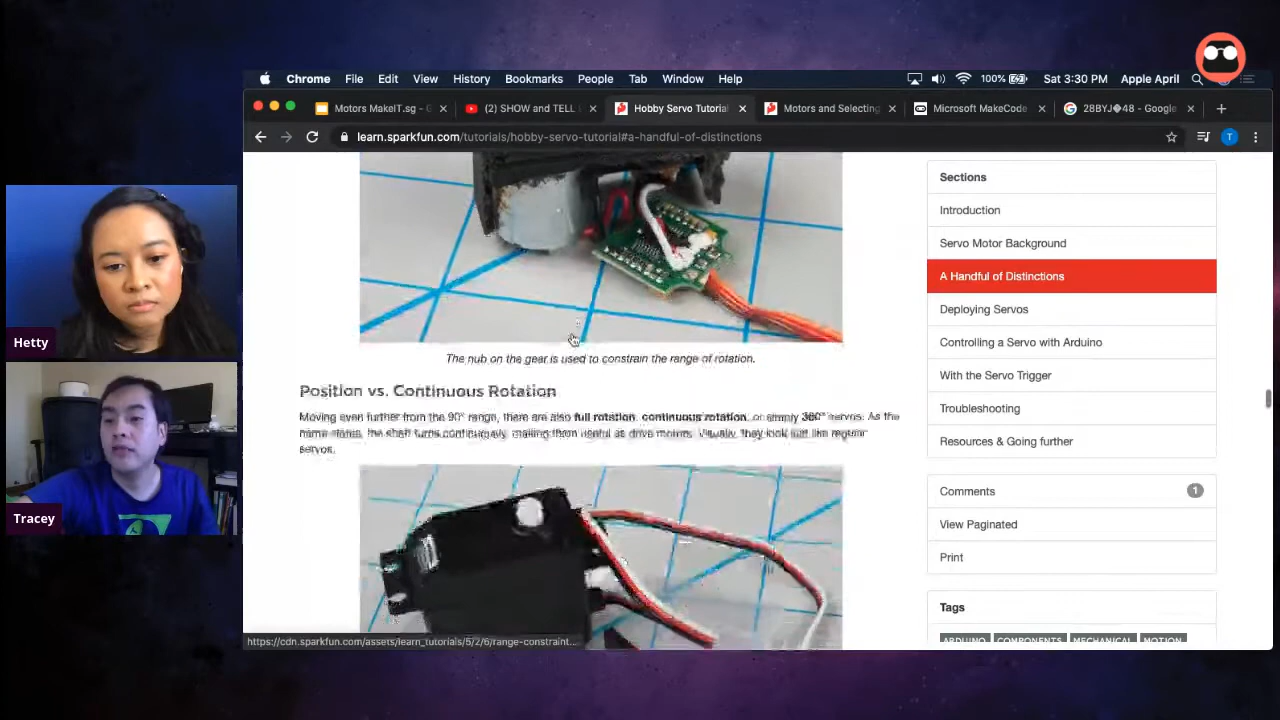 Chrome File Edit View History Bookmarks People Tab Window Help
100% Sat 3:30 PM Apple April
Motors MakeIT.sg - G
(2) SHOW and TELL
Hobby Servo Tutorial
Motors and Selecting
Microsoft MakeCode
28BYJ�48 - Google
learn.sparkfun.com/tutorials/hobby-servo-tutorial#a-handful-of-distinctions
T
The nub on the gear is used to constrain the range of rotation.
Position vs. Continuous Rotation
Moving even further from the 90° range, there are also full rotation, continuous rotation, or simply 360° servos. As the
name states, the shaft turns continuously, making them useful as drive motors. Visually, they look just like regular
servos.
https://cdn.sparkfun.com/assets/learn_tutorials/5/2/6/range-constraint...
Sections
Introduction
Servo Motor Background
A Handful of Distinctions
Deploying Servos
Controlling a Servo with Arduino
With the Servo Trigger
Troubleshooting
Resources & Going further
Comments 1
View Paginated
Print
Tags
ARDUINO COMPONENTS MECHANICAL MOTION
Hetty
Tracey